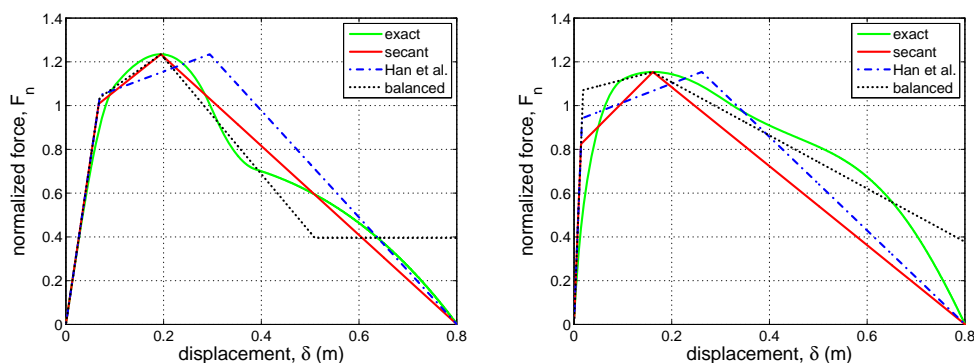 1.4
1.2
1
0.8
0.6
0.4
0.2
0
0
0.2
0.4
0.6
0.8
normalized force, Fn
displacement, δ (m)
exact
secant
Han et al.
balanced
1.4
1.2
1
0.8
0.6
0.4
0.2
0
0
0.2
0.4
0.6
0.8
normalized force, Fn
displacement, δ (m)
exact
secant
Han et al.
balanced